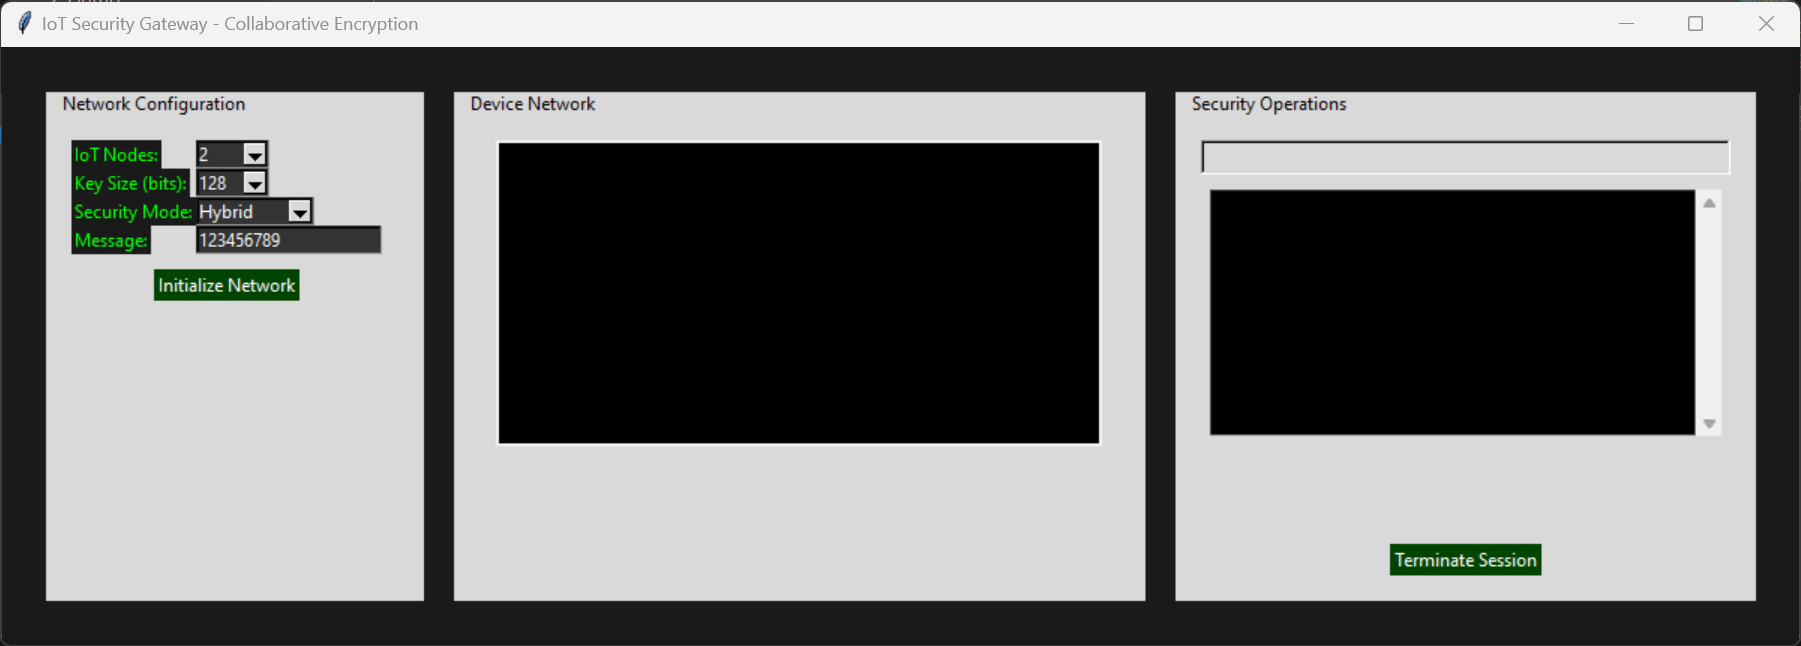 IoT Security Gateway - Collaborative Encryption
Network Configuration
IoT Nodes: 2
Key Size (bits): 128
Security Mode: Hybrid
Message: 123456789
Initialize Network
Device Network
Security Operations
Terminate Session